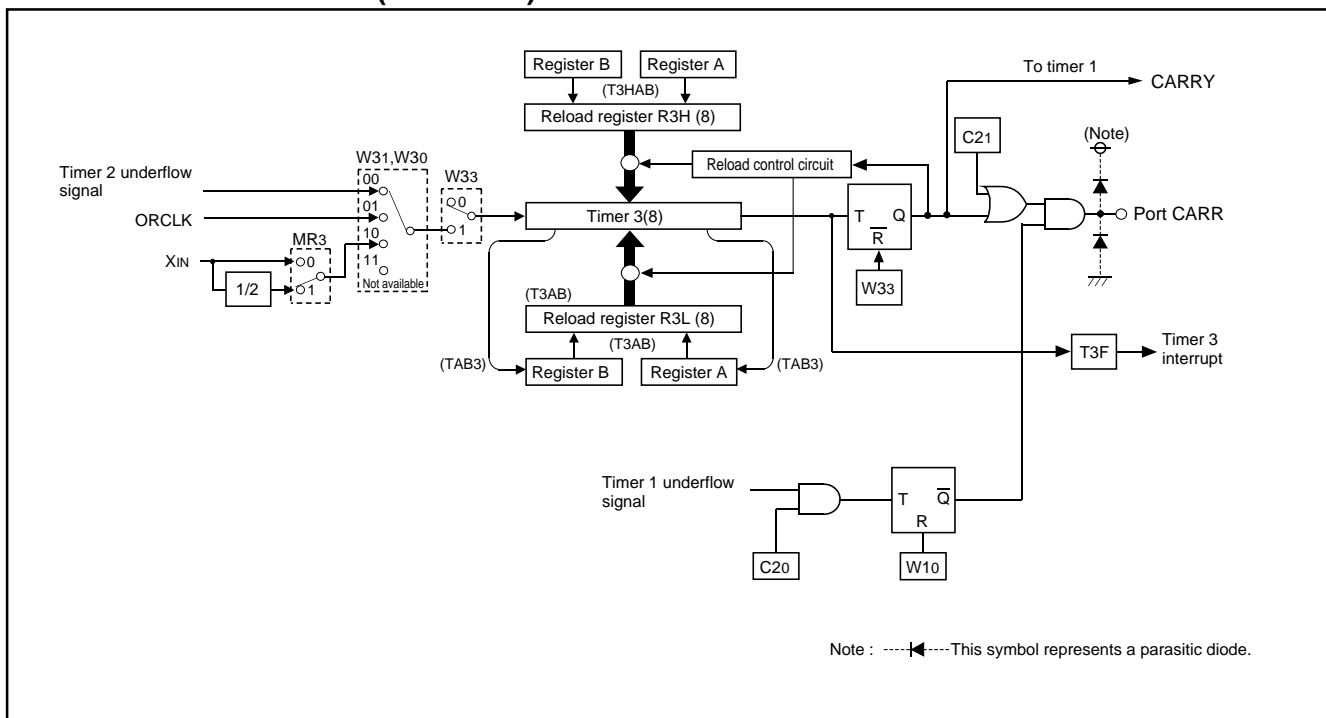 Register B
Register A
(T3HAB)
Reload register R3H (8)
To timer 1
CARRY
C21
(Note)
W31,W30
W33
Timer 2 underflow
signal
00
0
Reload control circuit
ORCLK
01
1
Timer 3(8)
T
Q
R
Port CARR
MR3
10
XIN
0
11
Not available
1/2
1
W33
(T3AB)
Reload register R3L (8)
(T3AB)
(TAB3)
Register B
Register A
(TAB3)
T3F
Timer 3
interrupt
Timer 1 underflow
signal
T
Q
R
C20
W10
Note :
This symbol represents a parasitic diode.